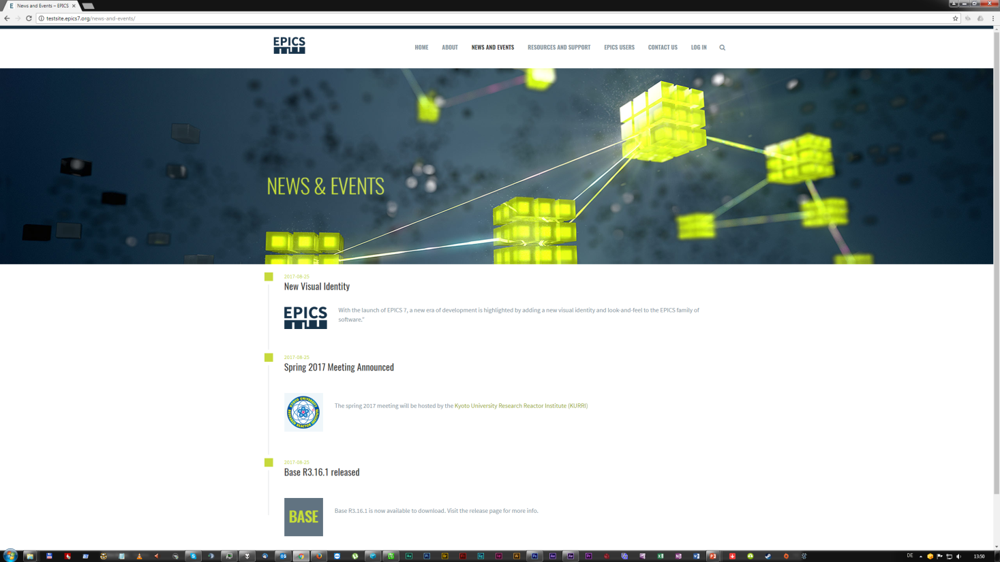 News and Events – EPICS
testsite.epics7.org/news-and-events/
EPICS
HOME
ABOUT
NEWS AND EVENTS
RESOURCES AND SUPPORT
EPICS USERS
CONTACT US
LOG IN
NEWS & EVENTS
2017-08-25
New Visual Identity
EPICS
With the launch of EPICS 7, a new era of development is highlighted by adding a new visual identity and look-and-feel to the EPICS family of
software."
2017-08-25
Spring 2017 Meeting Announced
KYOTO UNIVERSITY
RESEARCH REACTOR INSTITUTE
The spring 2017 meeting will be hosted by the Kyoto University Research Reactor Institute (KURRI)
2017-08-25
Base R3.16.1 released
BASE
Base R3.16.1 is now available to download. Visit the release page for more info.
DE
13:50